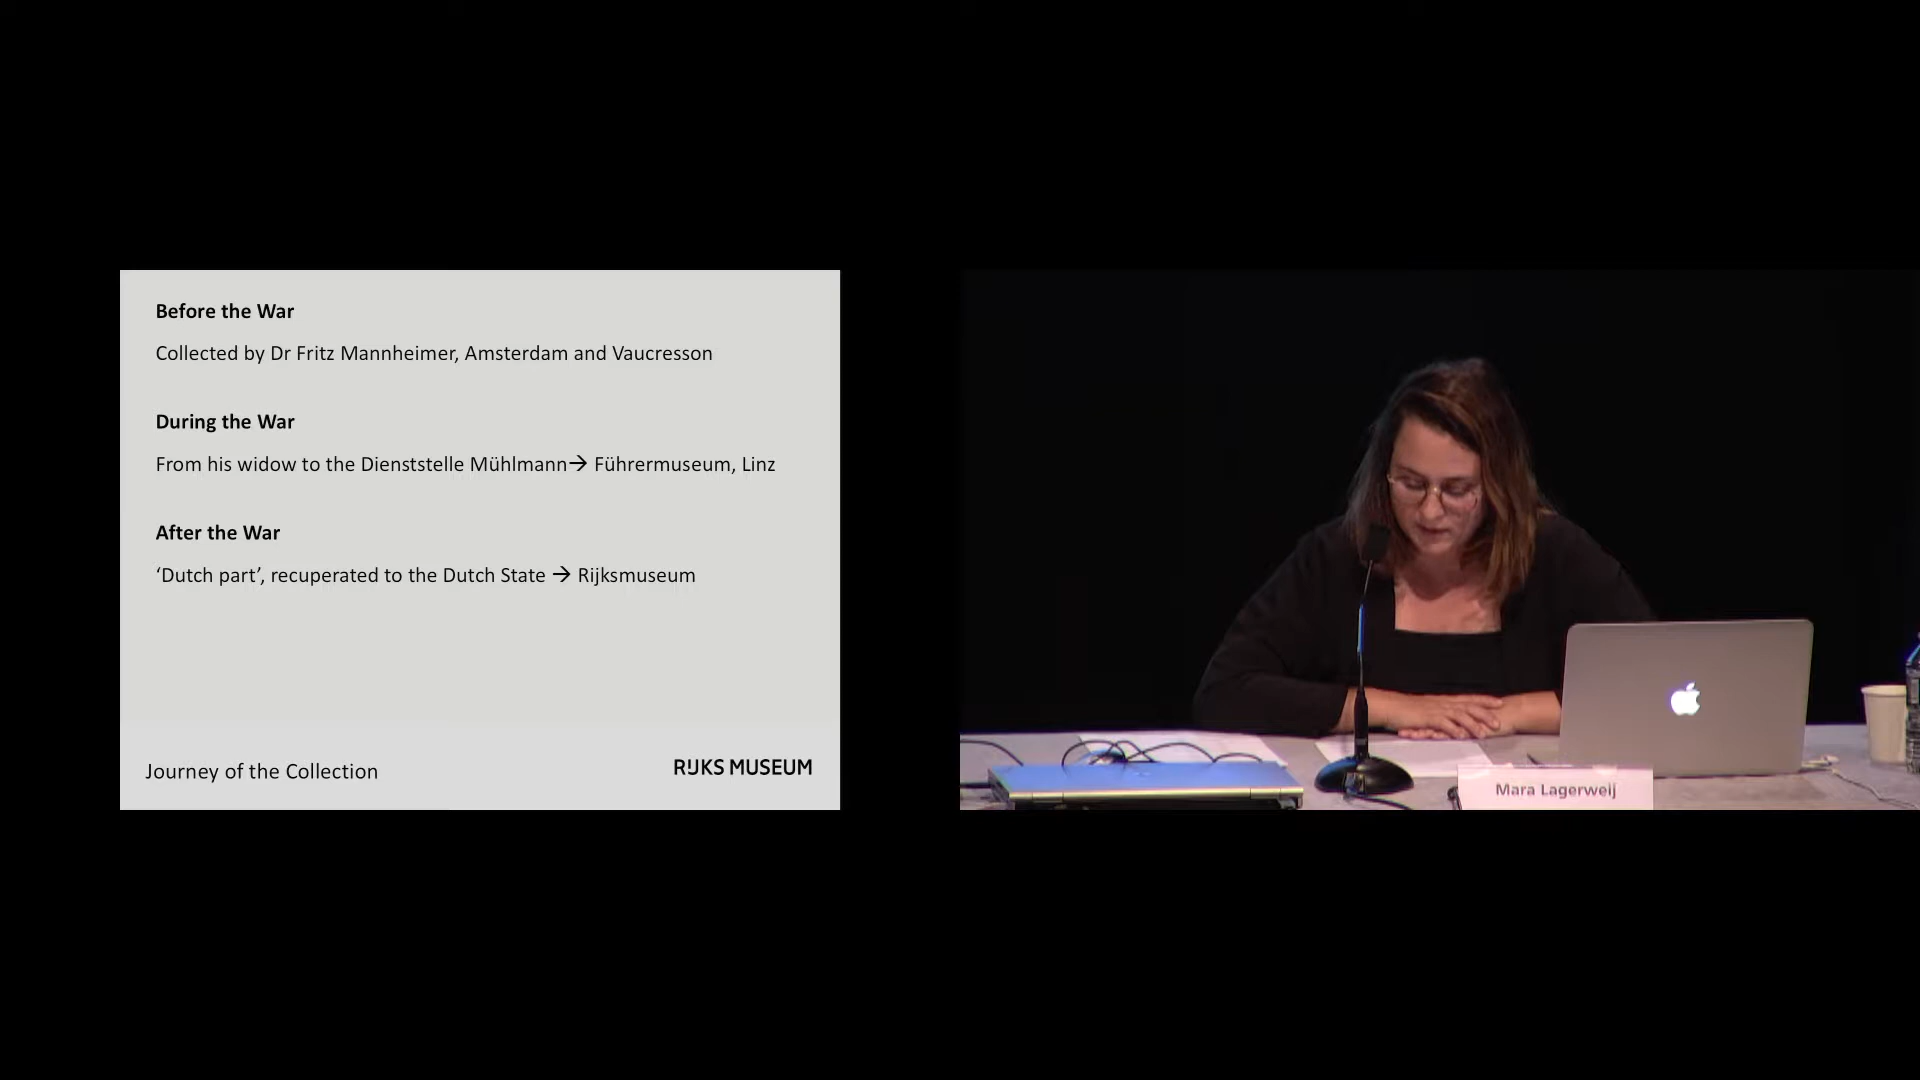 Before the War
Collected by Dr Fritz Mannheimer, Amsterdam and Vaucresson
During the War
From his widow to the Dienststelle Mühlmann→ Führermuseum, Linz
After the War
‘Dutch part’, recuperated to the Dutch State → Rijksmuseum
Journey of the Collection
RIJKS MUSEUM
Mara Lagerweij